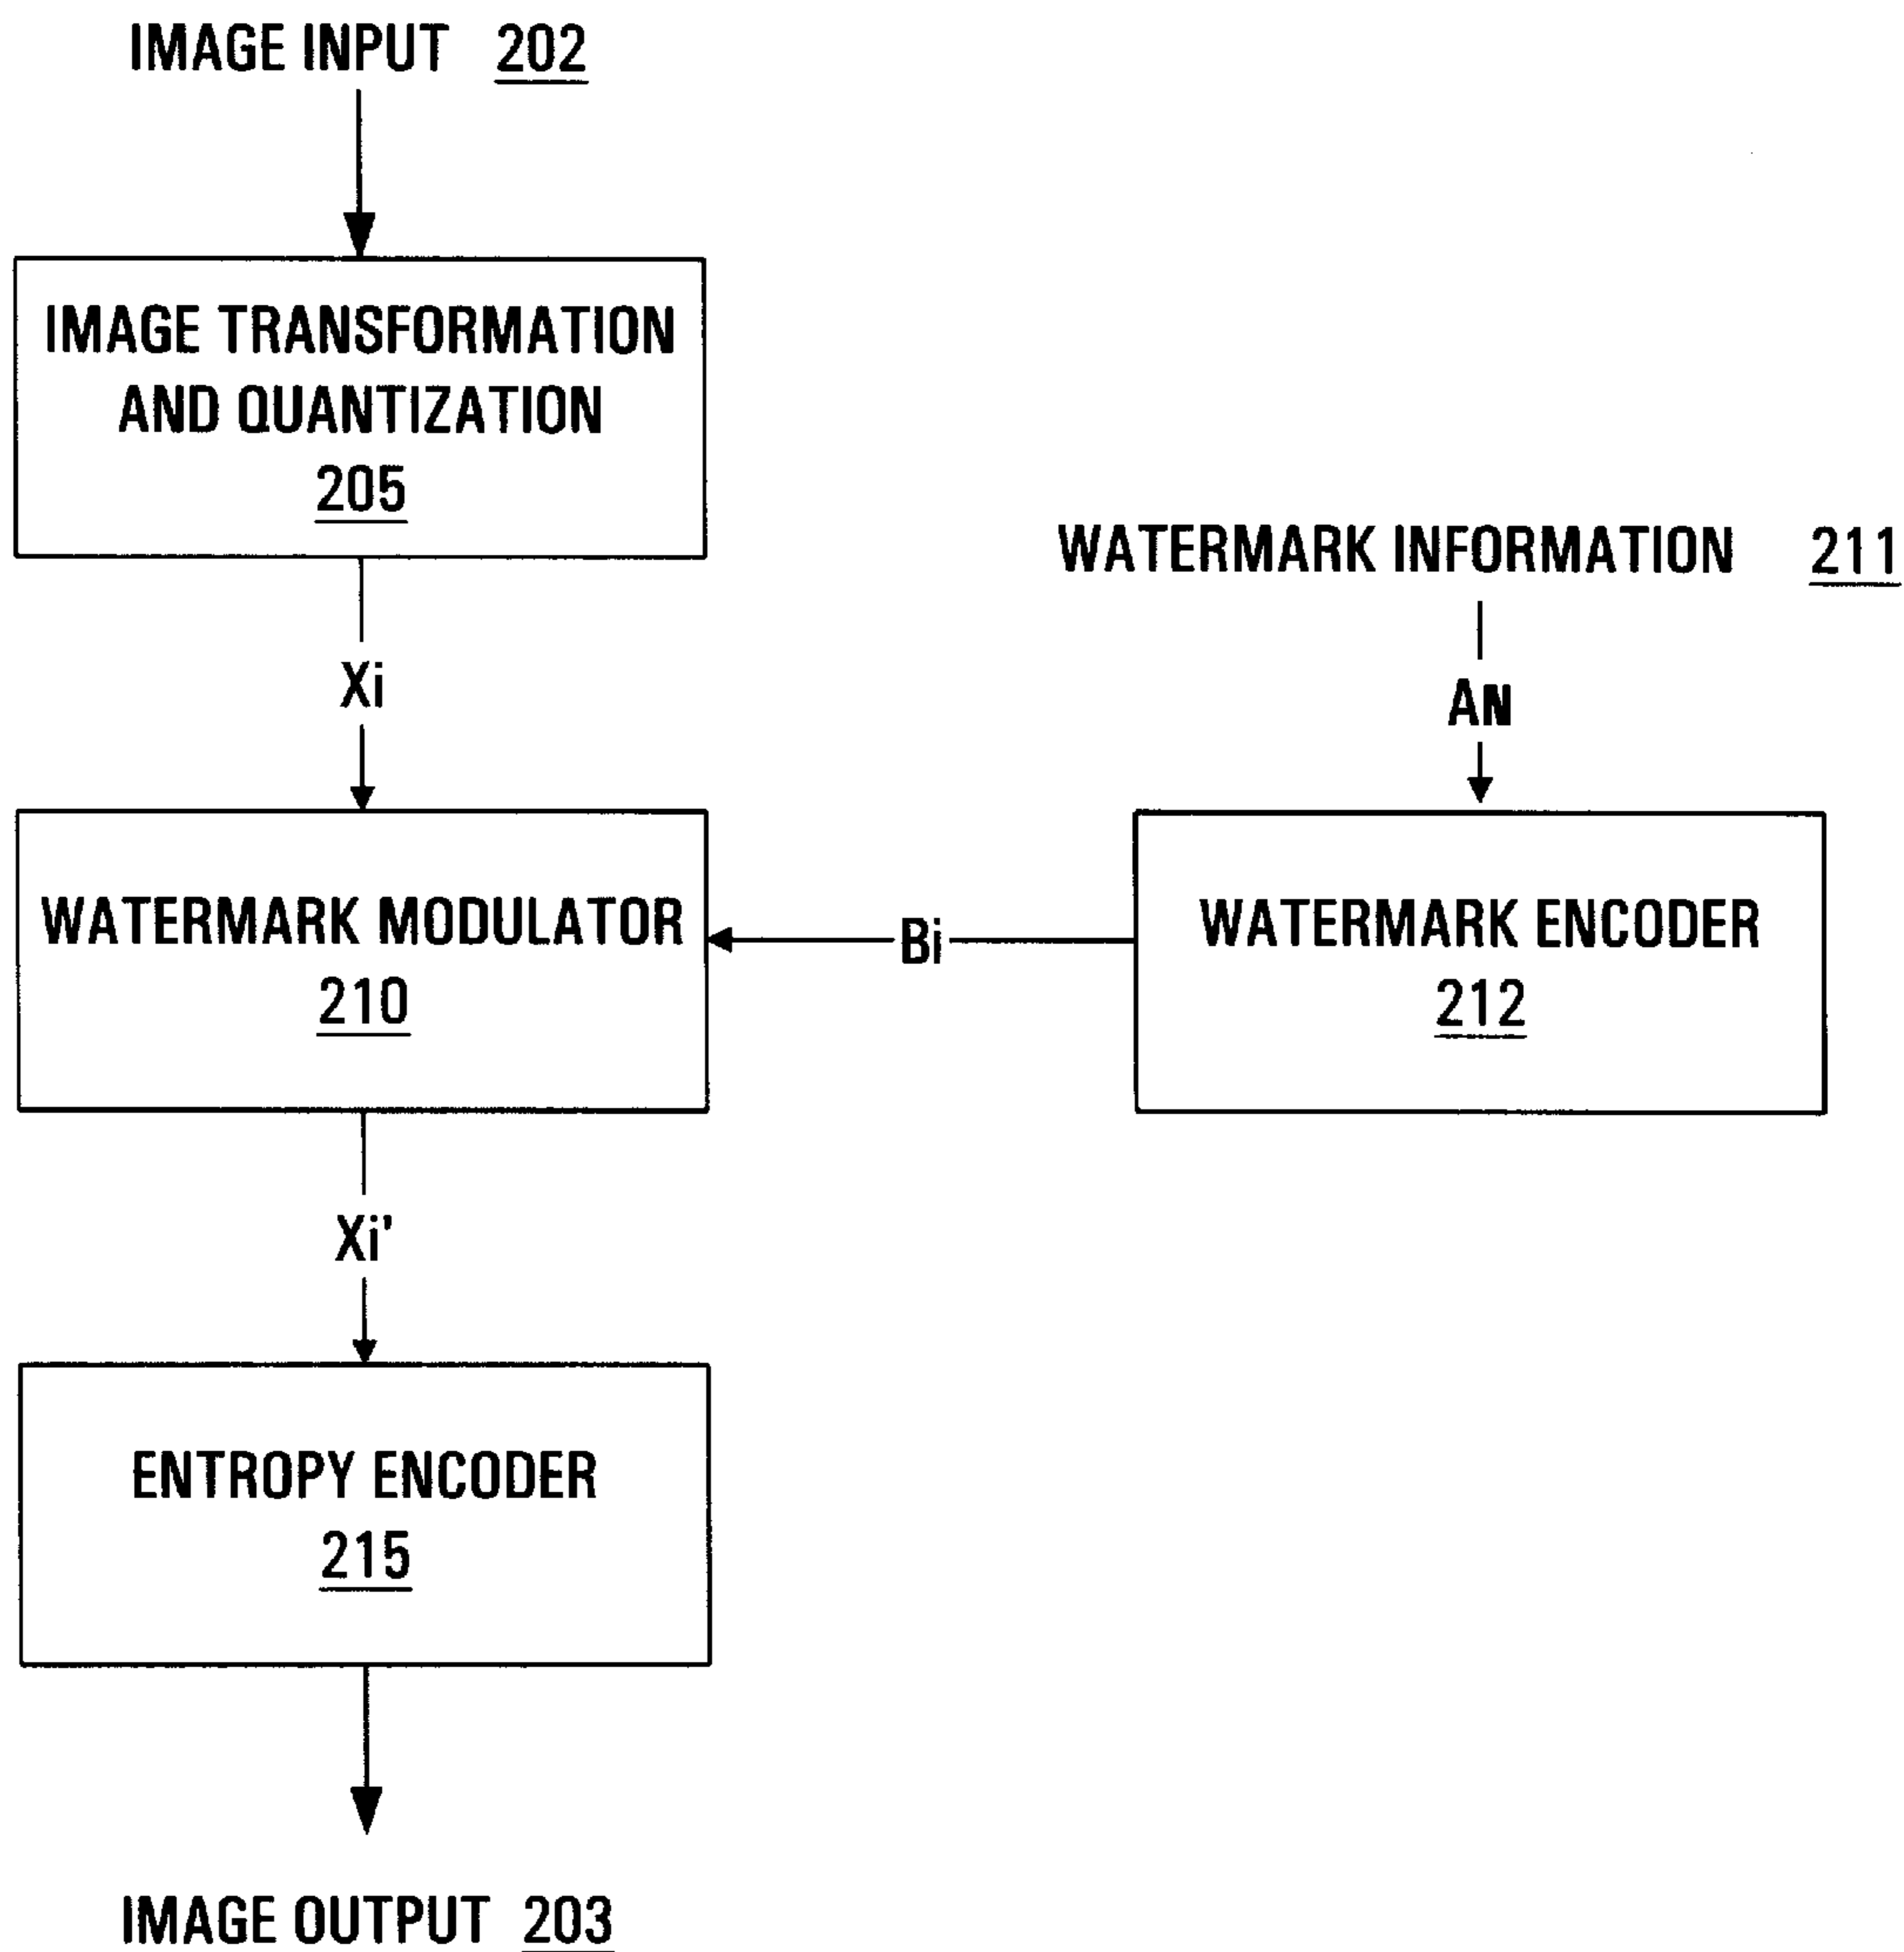 IMAGE INPUT 202
IMAGE TRANSFORMATION
AND QUANTIZATION
205
WATERMARK INFORMATION 211
Xi
AN
WATERMARK MODULATOR
210
Bi
WATERMARK ENCODER
212
Xi'
ENTROPY ENCODER
215
IMAGE OUTPUT 203